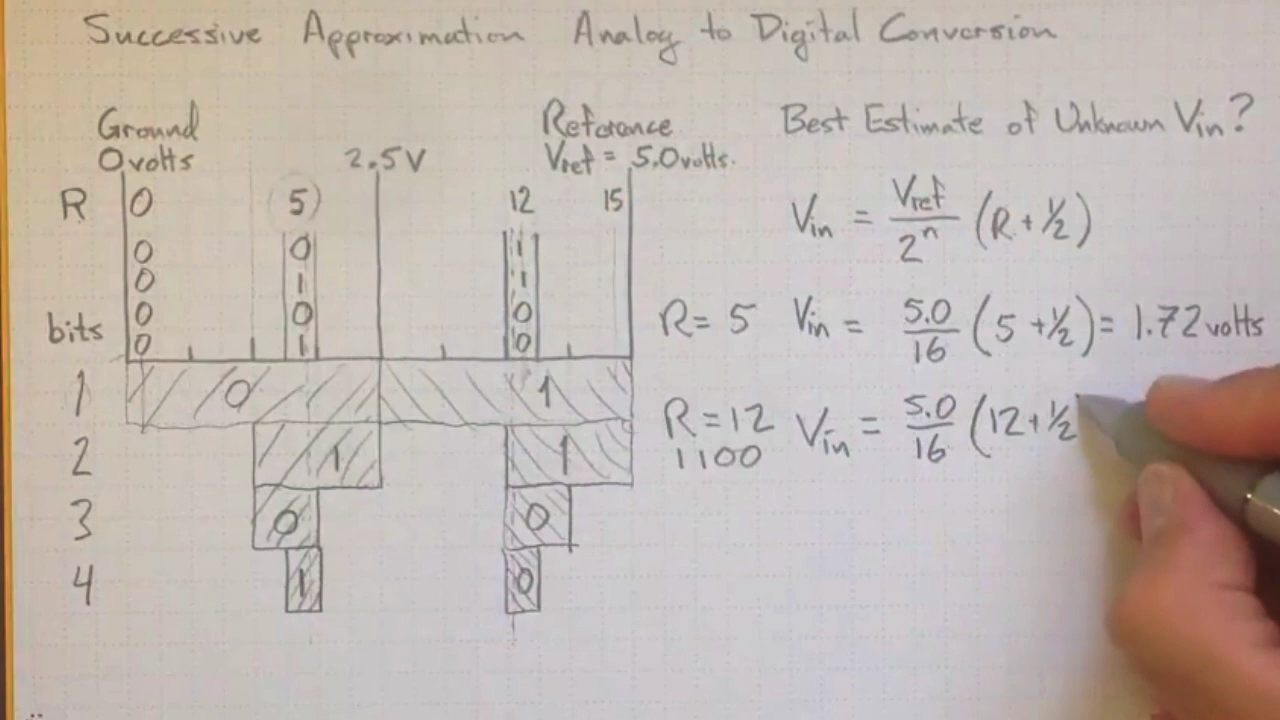 Successive Approximation Analog to Digital Conversion
Ground
0 volts
2.5V
Reference
Vref = 5.0 volts.
Best Estimate of Unknown Vin?
R 0 5 12 15
Vin = Vref/2ⁿ (R + ½)
0 0 1
0 1 1
0 0 0
bits 0 1 0
R = 5 Vin = 5.0/16 (5 + ½) = 1.72 volts
1 0 1
R = 12 Vin = 5.0/16 (12 + ½
1100
2 1 1
3 0 0
4 1 0